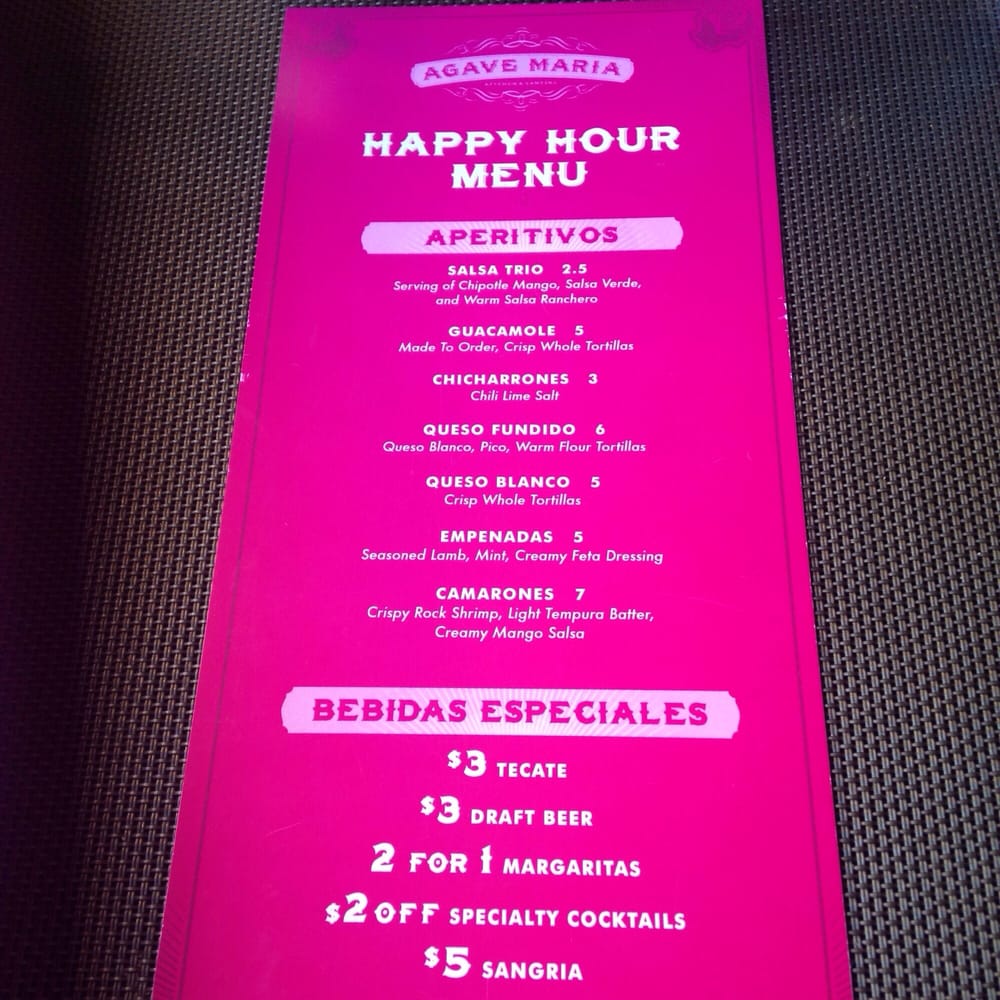 AGAVE MARIA
KITCHEN & CANTINA
HAPPY HOUR
MENU
APERITIVOS
SALSA TRIO 2.5
Serving of Chipotle Mango, Salsa Verde,
and Warm Salsa Ranchero
GUACAMOLE 5
Made To Order, Crisp Whole Tortillas
CHICHARRONES 3
Chili Lime Salt
QUESO FUNDIDO 6
Queso Blanco, Pico, Warm Flour Tortillas
QUESO BLANCO 5
Crisp Whole Tortillas
EMPENADAS 5
Seasoned Lamb, Mint, Creamy Feta Dressing
CAMARONES 7
Crispy Rock Shrimp, Light Tempura Batter,
Creamy Mango Salsa
BEBIDAS ESPECIALES
$3 TECATE
$3 DRAFT BEER
2 FOR 1 MARGARITAS
$2 OFF SPECIALTY COCKTAILS
$5 SANGRIA